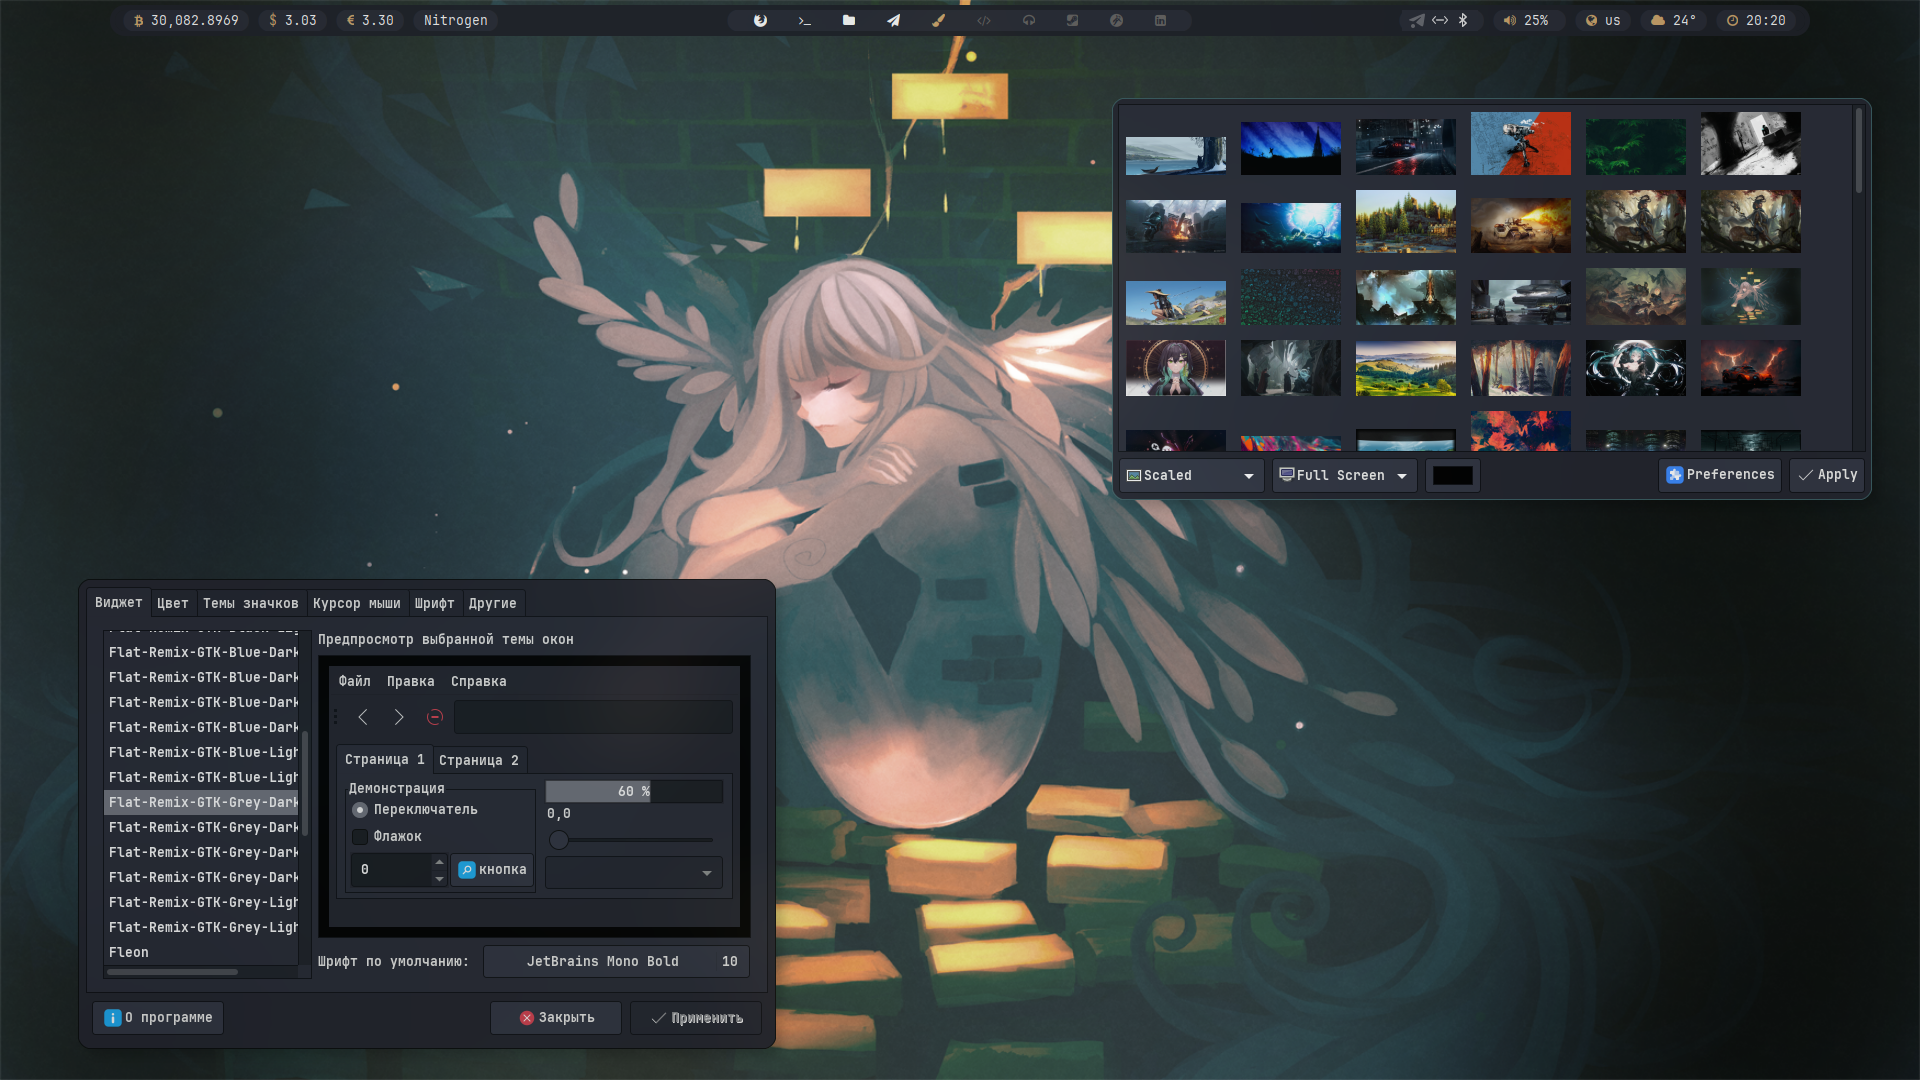 30,082.8969 $ 3.03 € 3.30 Nitrogen
25% us 24° 20:20
Scaled Full Screen Preferences Apply
Виджет Цвет Темы значков Курсор мыши Шрифт Другие
Предпросмотр выбранной темы окон
Flat-Remix-GTK-Blue-Dark
Flat-Remix-GTK-Blue-Dark
Flat-Remix-GTK-Blue-Dark
Flat-Remix-GTK-Blue-Dark
Flat-Remix-GTK-Blue-Ligh
Flat-Remix-GTK-Blue-Ligh
Flat-Remix-GTK-Grey-Dark
Flat-Remix-GTK-Grey-Dark
Flat-Remix-GTK-Grey-Dark
Flat-Remix-GTK-Grey-Dark
Flat-Remix-GTK-Grey-Ligh
Flat-Remix-GTK-Grey-Ligh
Fleon
Файл Правка Справка
Страница 1 Страница 2
Демонстрация
Переключатель
Флажок
0 кнопка
60 %
0,0
Шрифт по умолчанию: JetBrains Mono Bold 10
О программе Закрыть Применить